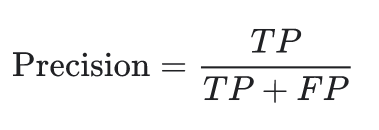 Precision = TP / (TP + FP)